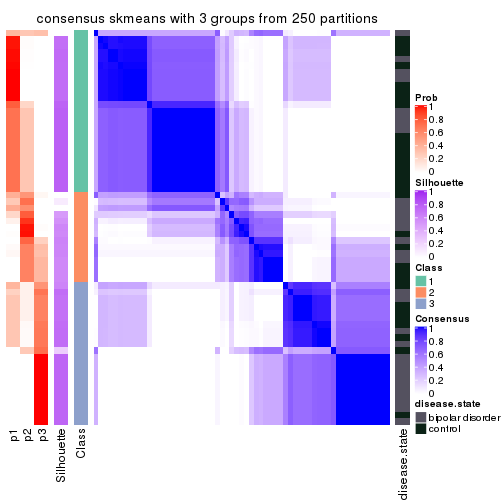 consensus skmeans with 3 groups from 250 partitions
Prob
1
0.8
0.6
0.4
0.2
0
Silhouette
1
0.8
0.6
0.4
0.2
0
Class
1
2
3
Consensus
1
0.8
0.6
0.4
0.2
0
disease.state
bipolar disorder
control
p1
p2
p3
Silhouette
Class
disease.state